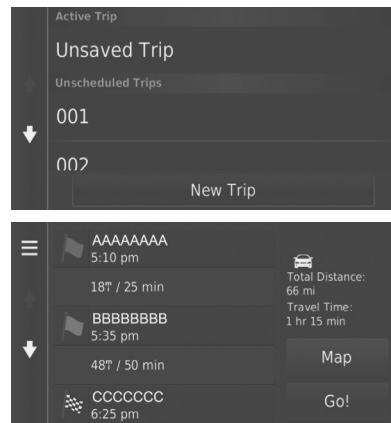 Active Trip
Unsaved Trip
Unscheduled Trips
001
002
New Trip
AAAAAAAA
5:10 pm
18₥ / 25 min
BBBBBBBB
5:35 pm
48₥ / 50 min
CCCCCCC
6:25 pm
Total Distance:
66 mi
Travel Time:
1 hr 15 min
Map
Go!